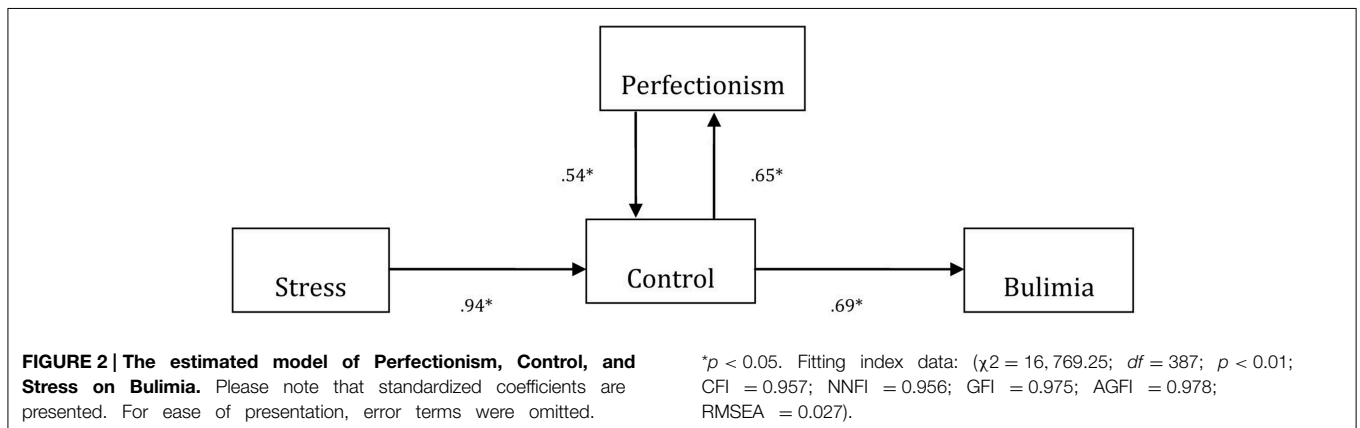 Perfectionism
.54*
.65*
Stress
Control
Bulimia
.94*
.69*
FIGURE 2 | The estimated model of Perfectionism, Control, and
Stress on Bulimia. Please note that standardized coefficients are
presented. For ease of presentation, error terms were omitted.
*p < 0.05. Fitting index data: (χ2 = 16, 769.25; df = 387; p < 0.01;
CFI = 0.957; NNFI = 0.956; GFI = 0.975; AGFI = 0.978;
RMSEA = 0.027).